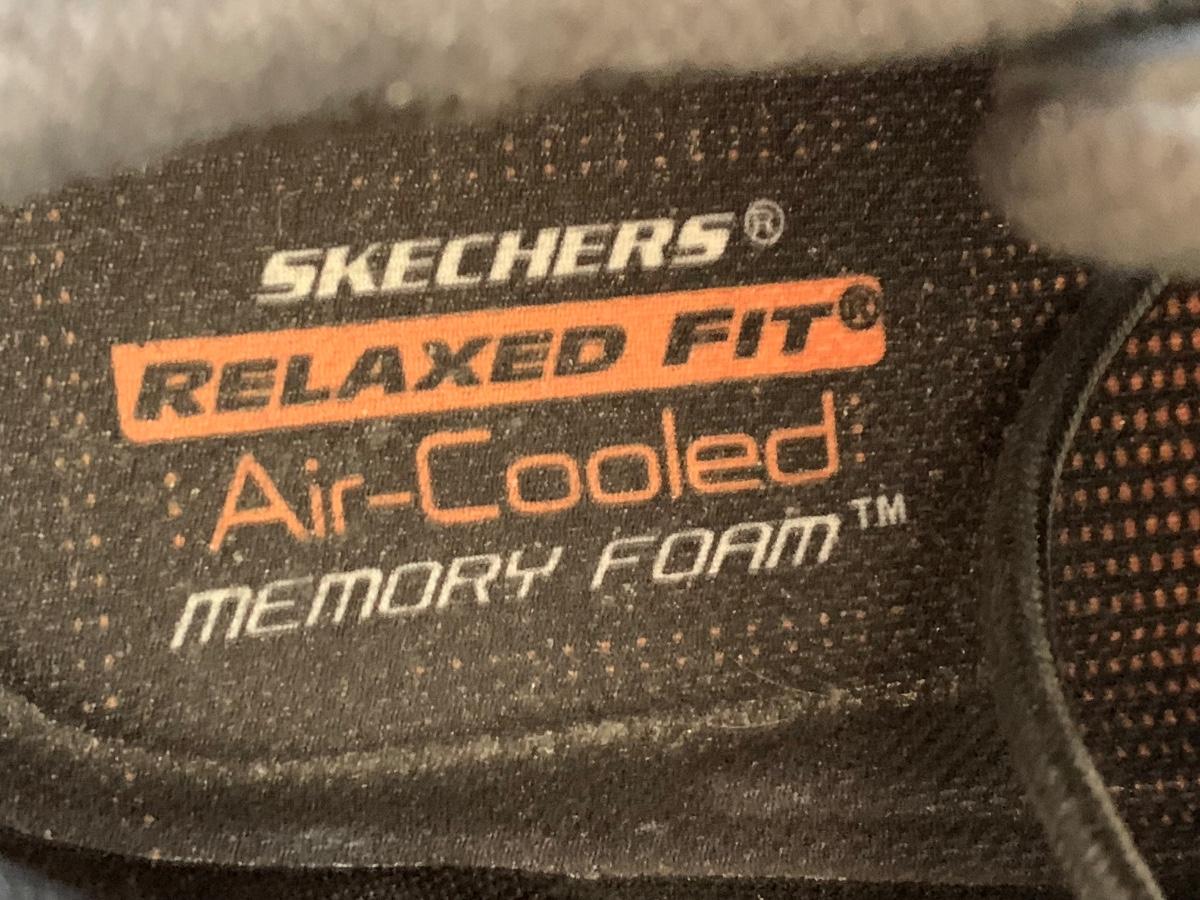 SKECHERS®
RELAXED FIT®
Air-Cooled
MEMORY FOAM™